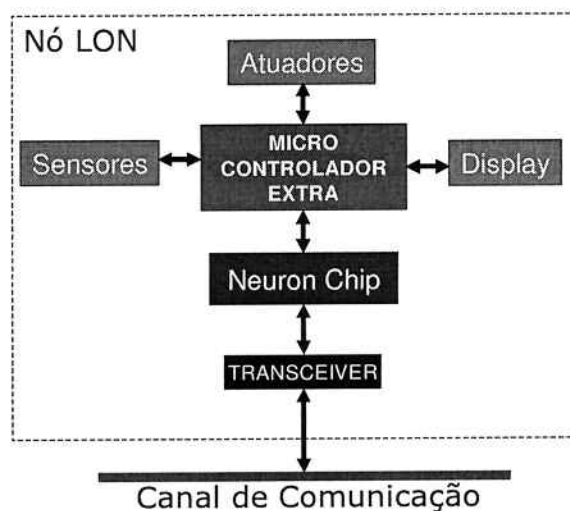 Nó LON
Atuadores
MICRO
CONTROLADOR
EXTRA
Sensores
Display
Neuron Chip
TRANSCEIVER
Canal de Comunicação